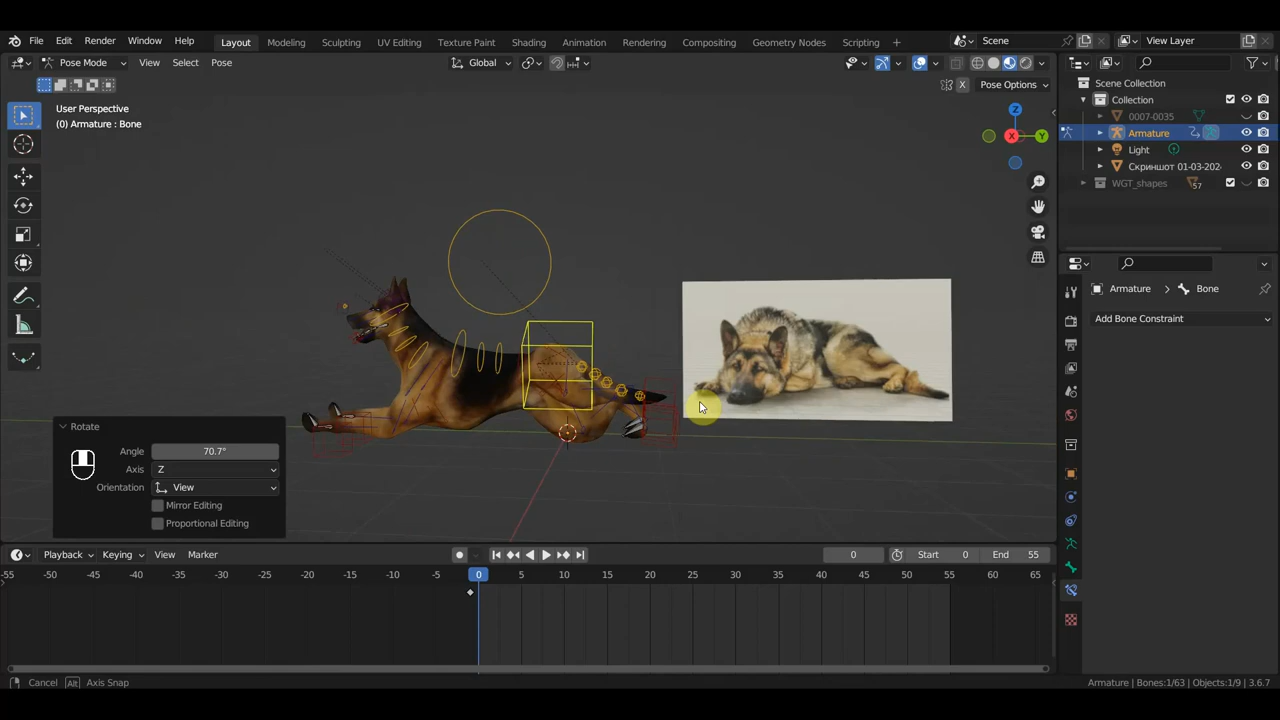 File Edit Render Window Help
Layout Modeling Sculpting UV Editing Texture Paint Shading Animation Rendering Compositing Geometry Nodes Scripting
Scene
View Layer
Pose Mode
View Select Pose
Global
X
Pose Options
User Perspective
(0) Armature : Bone
Z
X
Y
Scene Collection
Collection
0007-0035
Armature
Light
Скриншот 01-03-202
WGT_shapes
57
Armature
Bone
Add Bone Constraint
Rotate
Angle 70.7°
Axis Z
Orientation View
Mirror Editing
Proportional Editing
Playback Keying View Marker
0 Start 0 End 55
-55 -50 -45 -40 -35 -30 -25 -20 -15 -10 -5 0 5 10 15 20 25 30 35 40 45 50 55 60 65
Cancel Alt Axis Snap
Armature | Bones:1/63 | Objects:1/9 | 3.6.7